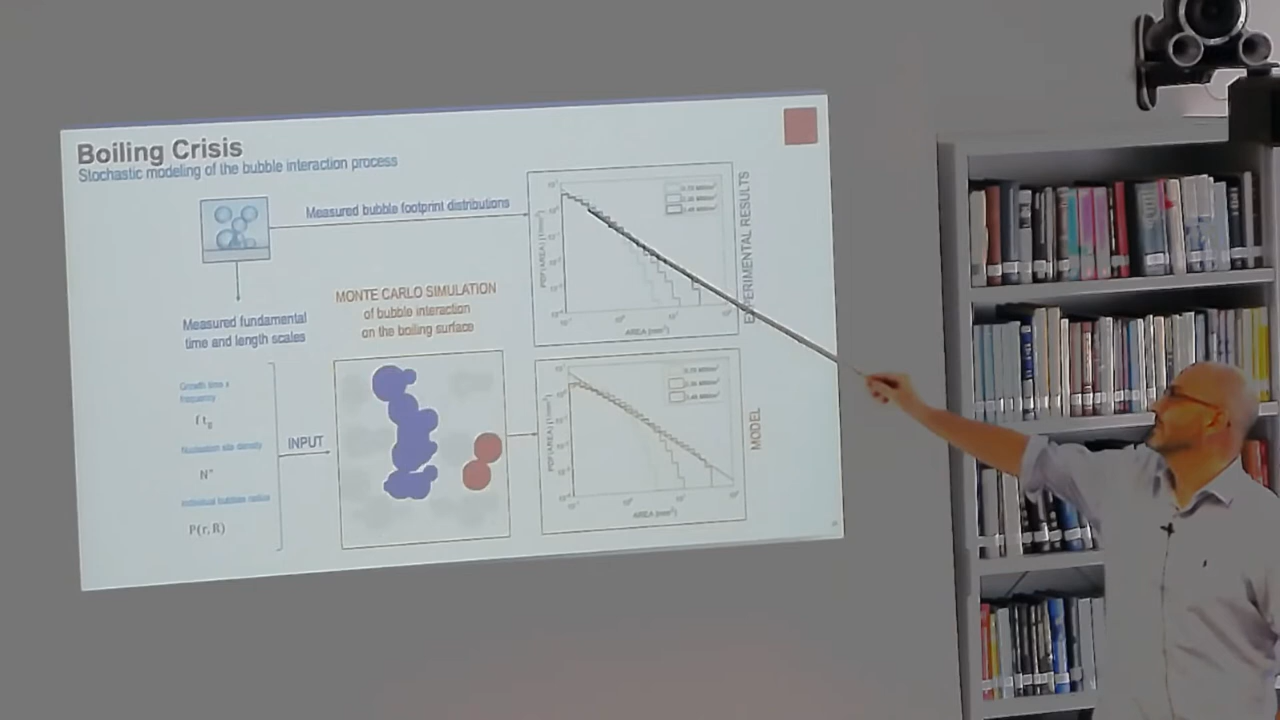 Boiling Crisis
Stochastic modeling of the bubble interaction process
Measured bubble footprint distributions
Measured fundamental
time and length scales
Growth time x
frequency
f t_g
Nucleation site density
N"
Individual bubble radius
P(r, R)
INPUT
MONTE CARLO SIMULATION
of bubble interaction
on the boiling surface
PDF(AREA) [1/mm²]
AREA [mm²]
EXPERIMENTAL RESULTS
PDF(AREA) [1/mm²]
AREA [mm²]
MODEL